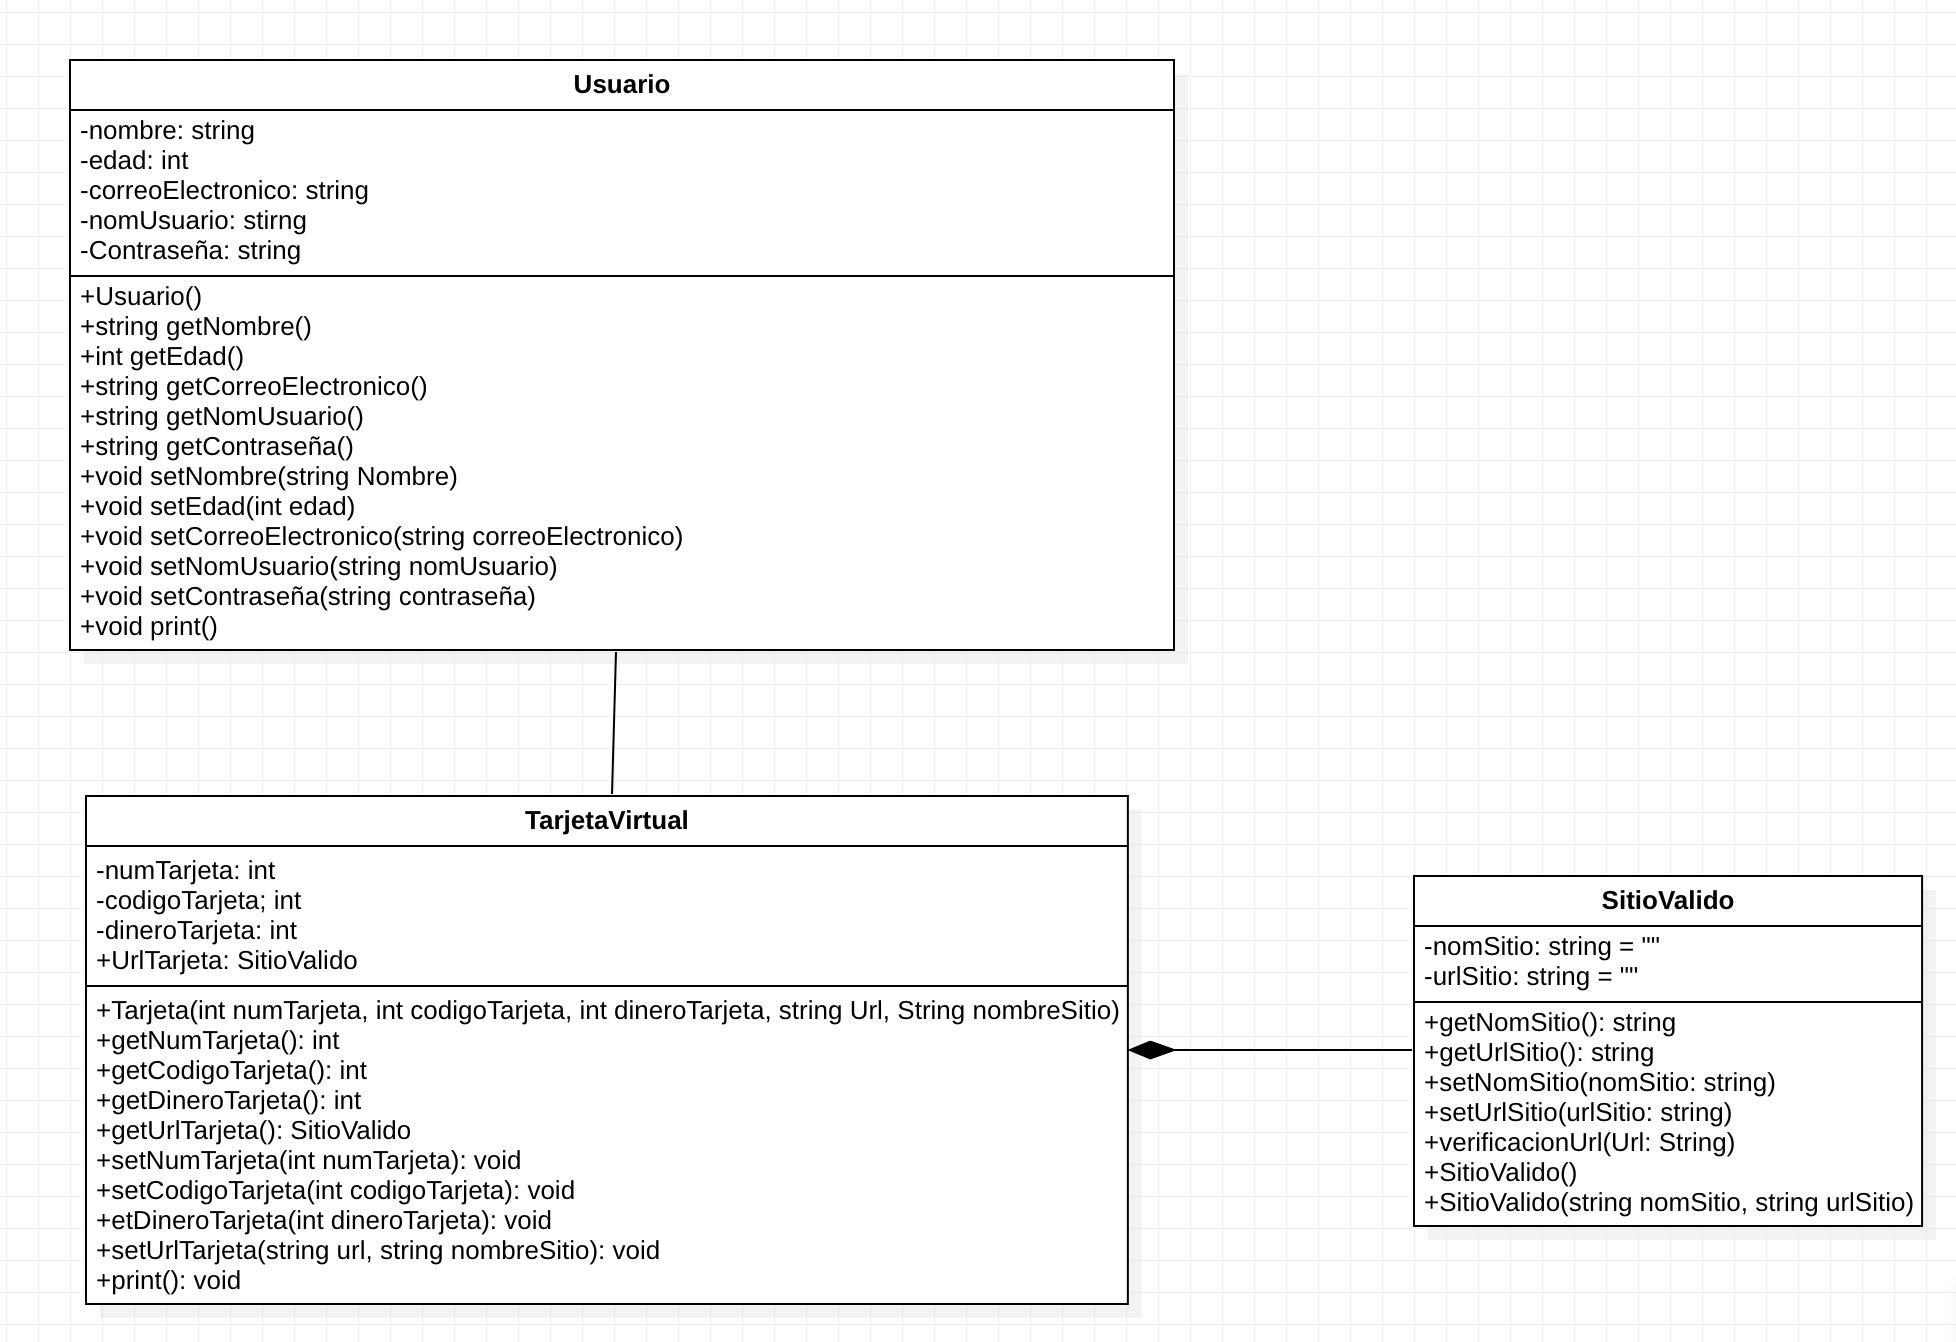 Usuario
-nombre: string
-edad: int
-correoElectronico: string
-nomUsuario: stirng
-Contraseña: string
+Usuario()
+string getNombre()
+int getEdad()
+string getCorreoElectronico()
+string getNomUsuario()
+string getContraseña()
+void setNombre(string Nombre)
+void setEdad(int edad)
+void setCorreoElectronico(string correoElectronico)
+void setNomUsuario(string nomUsuario)
+void setContraseña(string contraseña)
+void print()
TarjetaVirtual
-numTarjeta: int
-codigoTarjeta; int
-dineroTarjeta: int
+UrlTarjeta: SitioValido
+Tarjeta(int numTarjeta, int codigoTarjeta, int dineroTarjeta, string Url, String nombreSitio)
+getNumTarjeta(): int
+getCodigoTarjeta(): int
+getDineroTarjeta(): int
+getUrlTarjeta(): SitioValido
+setNumTarjeta(int numTarjeta): void
+setCodigoTarjeta(int codigoTarjeta): void
+etDineroTarjeta(int dineroTarjeta): void
+setUrlTarjeta(string url, string nombreSitio): void
+print(): void
SitioValido
-nomSitio: string = ""
-urlSitio: string = ""
+getNomSitio(): string
+getUrlSitio(): string
+setNomSitio(nomSitio: string)
+setUrlSitio(urlSitio: string)
+verificacionUrl(Url: String)
+SitioValido()
+SitioValido(string nomSitio, string urlSitio)